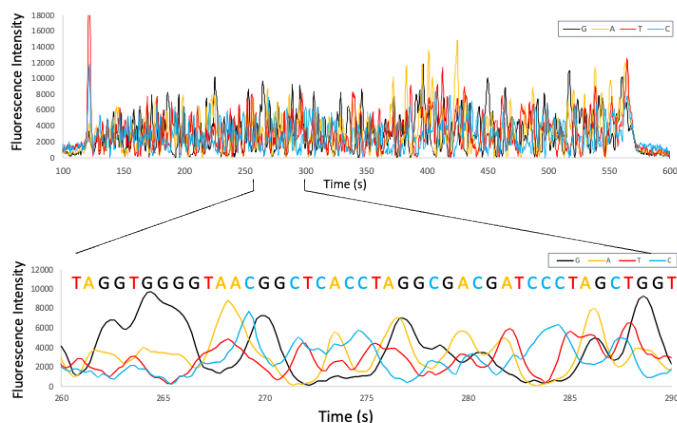 18000
16000
14000
12000
10000
8000
6000
4000
2000
0
Fluorescence Intensity
G A T C
100 150 200 250 300 350 400 450 500 550 600
Time (s)
G A T C
12000
10000
8000
6000
4000
2000
0
Fluorescence Intensity
TAGGTGGGGTAACGGCTCACCTAGGCGACGATCCCTAGCTGGT
260 265 270 275 280 285 290
Time (s)